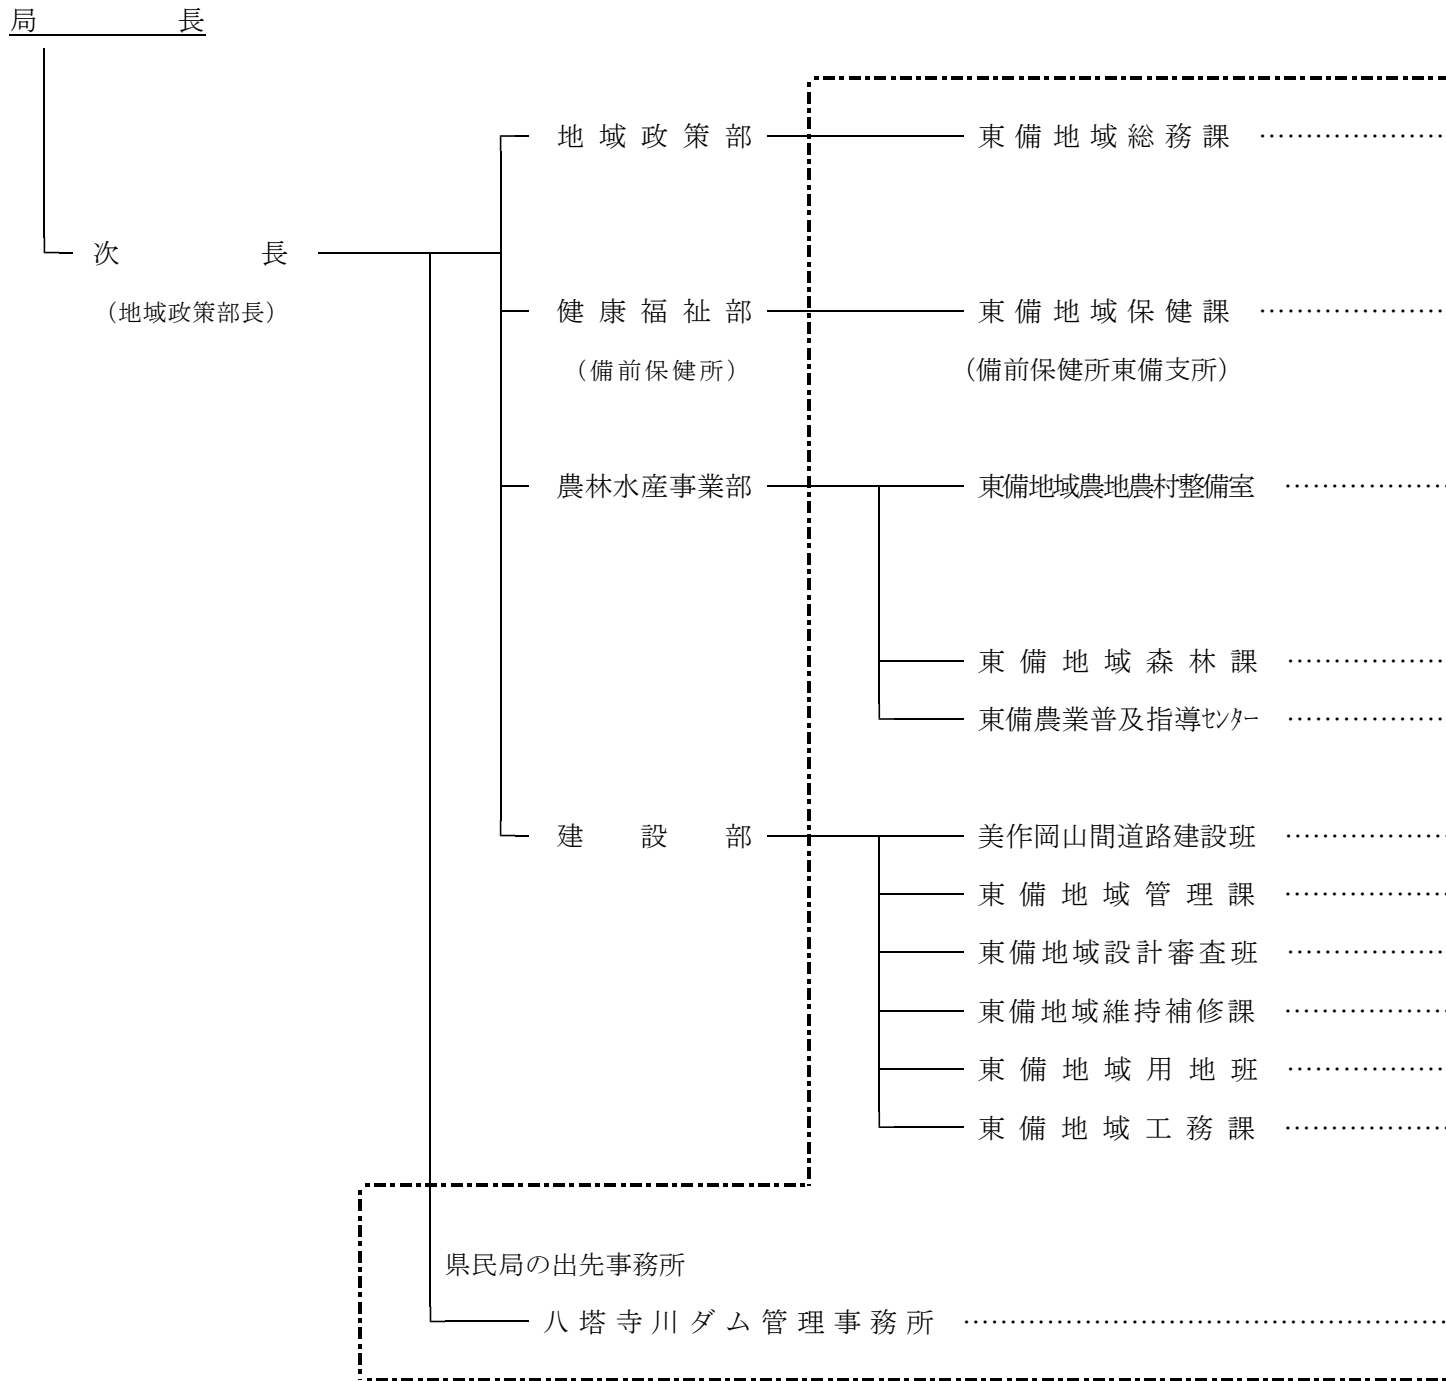 局長
地域政策部 東備地域総務課 …………………
次長
健康福祉部 東備地域保健課 …………………
（地域政策部長）
（備前保健所） （備前保健所東備支所）
農林水産事業部 東備地域農地農村整備室 ………………
東備地域森林課 ………………
東備農業普及指導ｾﾝﾀｰ ………………
建設部 美作岡山間道路建設班 ………………
東備地域管理課 ………………
東備地域設計審査班 ………………
東備地域維持補修課 ………………
東備地域用地班 ………………
東備地域工務課 ………………
県民局の出先事務所
八塔寺川ダム管理事務所 ……………………………………………